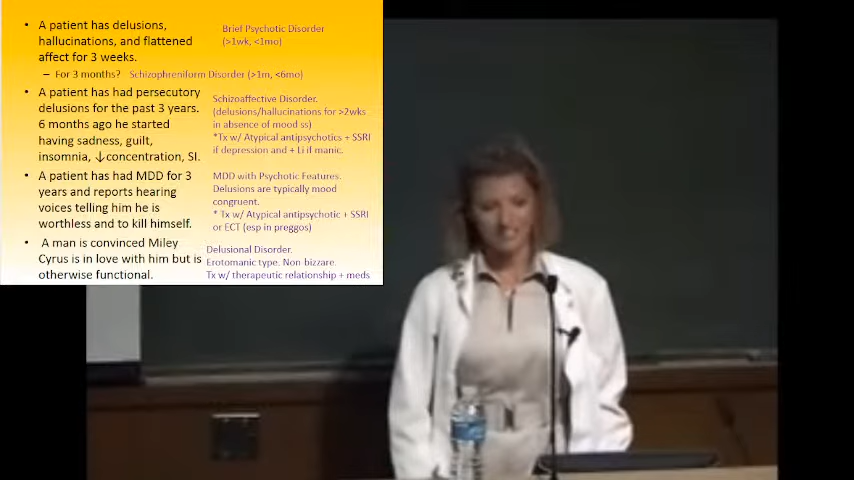 • A patient has delusions,
hallucinations, and flattened
affect for 3 weeks.
Brief Psychotic Disorder
(>1wk, <1mo)
– For 3 months? Schizophreniform Disorder (>1m, <6mo)
• A patient has had persecutory
delusions for the past 3 years.
6 months ago he started
having sadness, guilt,
insomnia, ↓concentration, SI.
Schizoaffective Disorder.
(delusions/hallucinations for >2wks
in absence of mood ss)
*Tx w/ Atypical antipsychotics + SSRI
if depression and + Li if manic.
• A patient has had MDD for 3
years and reports hearing
voices telling him he is
worthless and to kill himself.
MDD with Psychotic Features.
Delusions are typically mood
congruent.
* Tx w/ Atypical antipsychotic + SSRI
or ECT (esp in preggos)
• A man is convinced Miley
Cyrus is in love with him but is
otherwise functional.
Delusional Disorder.
Erotomanic type. Non bizzare.
Tx w/ therapeutic relationship + meds